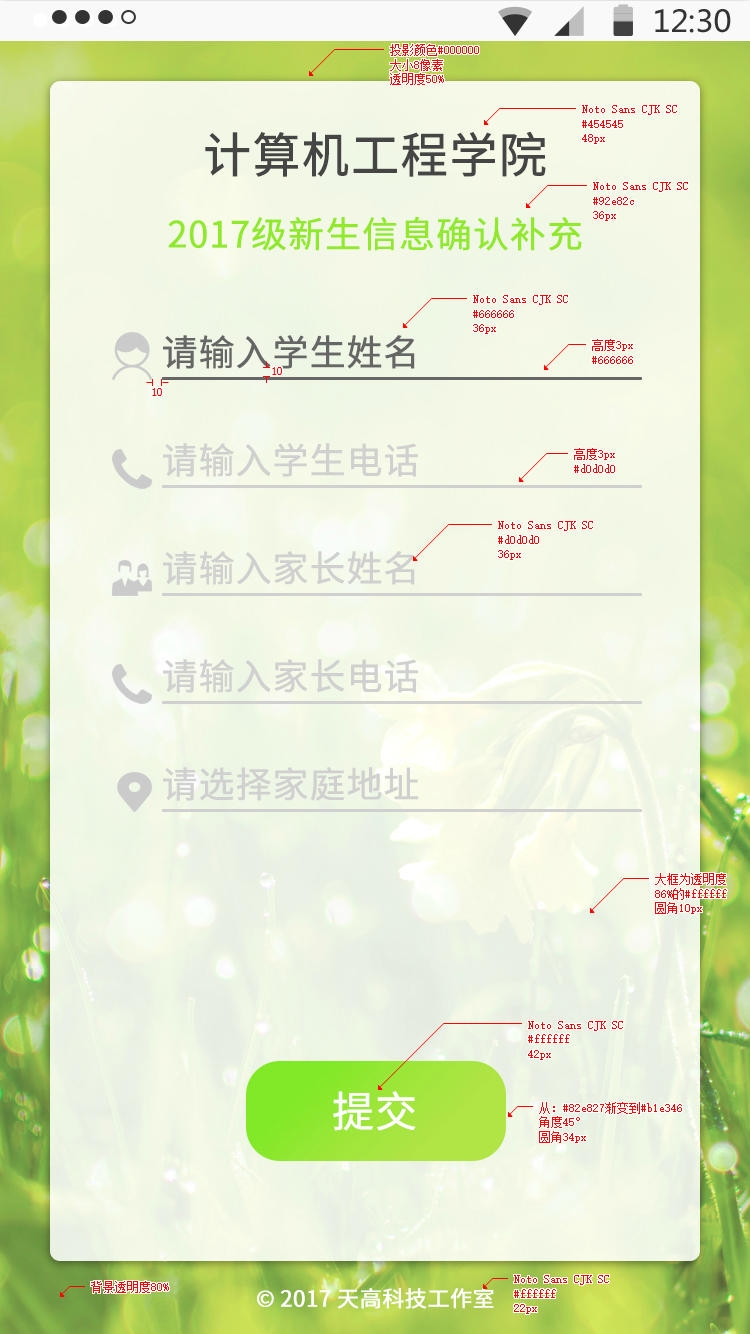 12:30
投影颜色#000000
大小8像素
透明度50%
Noto Sans CJK SC
#454545
48px
计算机工程学院
Noto Sans CJK SC
#92e82c
36px
2017级新生信息确认补充
Noto Sans CJK SC
#666666
36px
请输入学生姓名
高度3px
#666666
10
10
请输入学生电话
高度3px
#d0d0d0
Noto Sans CJK SC
#d0d0d0
36px
请输入家长姓名
请输入家长电话
请选择家庭地址
大框为透明度
86%的#ffffff
圆角10px
Noto Sans CJK SC
#ffffff
42px
提交
从：#82e827渐变到#b1e346
角度45°
圆角34px
背景透明度80%
Noto Sans CJK SC
#ffffff
22px
© 2017 天高科技工作室